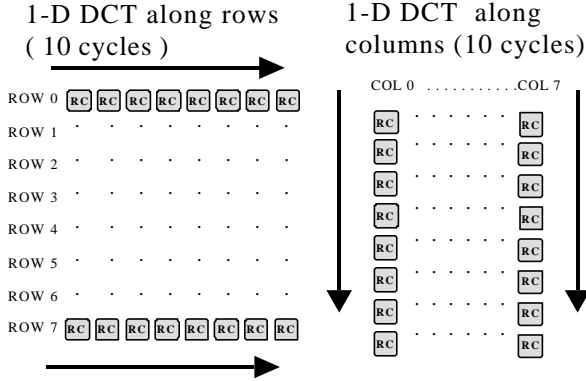 1-D DCT along rows
( 10 cycles )
ROW 0 RC RC RC RC RC RC RC RC
ROW 1 . . . . . . . .
ROW 2 . . . . . . . .
ROW 3 . . . . . . . .
ROW 4 . . . . . . . .
ROW 5 . . . . . . . .
ROW 6 . . . . . . . .
ROW 7 RC RC RC RC RC RC RC RC
1-D DCT along
columns (10 cycles)
COL 0 ...........COL 7
RC . . . . . . RC
RC . . . . . . RC
RC . . . . . . RC
RC . . . . . . RC
RC . . . . . . RC
RC . . . . . . RC
RC . . . . . . RC
RC . . . . . . RC